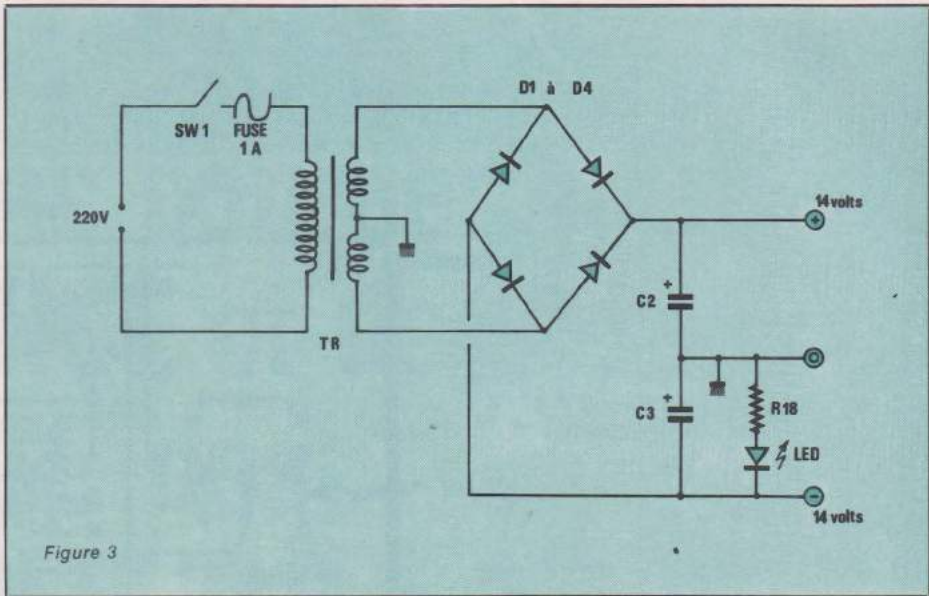 D1 à D4
SW 1
FUSE
1 A
14 volts
+
220V
+
C2
TR
O
C3
+
R18
LED
-
14 volts
Figure 3